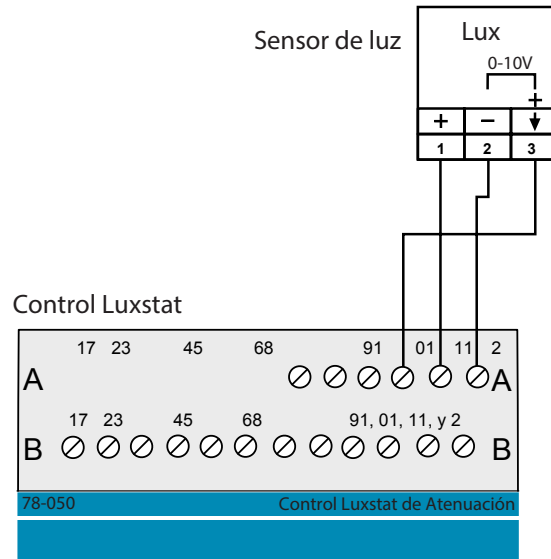 Sensor de luz
Lux
0-10V
+
+ −
1 2 3
Control Luxstat
17 23 45 68 91 01 11 2
A A
17 23 45 68 91, 01, 11, y 2
B B
78-050 Control Luxstat de Atenuación